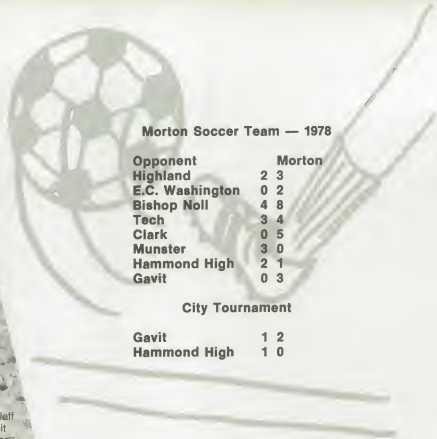 Morton Soccer Team — 1978
Opponent Morton
Highland 2 3
E.C. Washington 0 2
Bishop Noll 4 8
Tech 3 4
Clark 0 5
Munster 3 0
Hammond High 2 1
Gavit 0 3
City Tournament
Gavit 1 2
Hammond High 1 0
Jeff
it